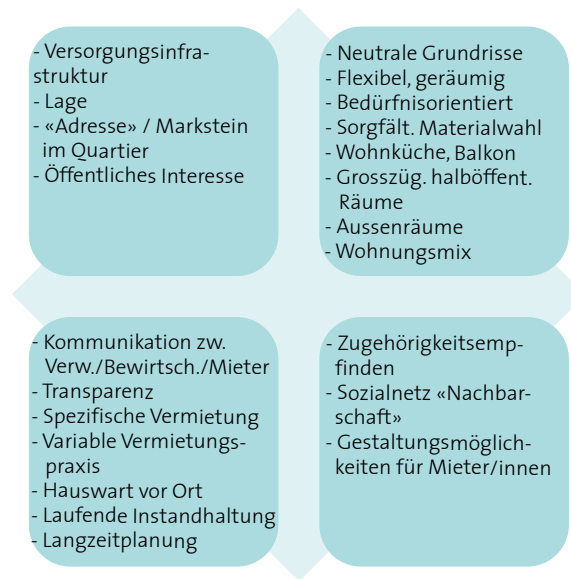 - Versorgungsinfra-
struktur
- Lage
- «Adresse» / Markstein
im Quartier
- Öffentliches Interesse
- Neutrale Grundrisse
- Flexibel, geräumig
- Bedürfnisorientiert
- Sorgfält. Materialwahl
- Wohnküche, Balkon
- Grosszüg. halböffent.
Räume
- Aussenräume
- Wohnungsmix
- Kommunikation zw.
Verw./Bewirtsch./Mieter
- Transparenz
- Spezifische Vermietung
- Variable Vermietungs-
praxis
- Hauswart vor Ort
- Laufende Instandhaltung
- Langzeitplanung
- Zugehörigkeitsemp-
finden
- Sozialnetz «Nachbar-
schaft»
- Gestaltungsmöglich-
keiten für Mieter/innen